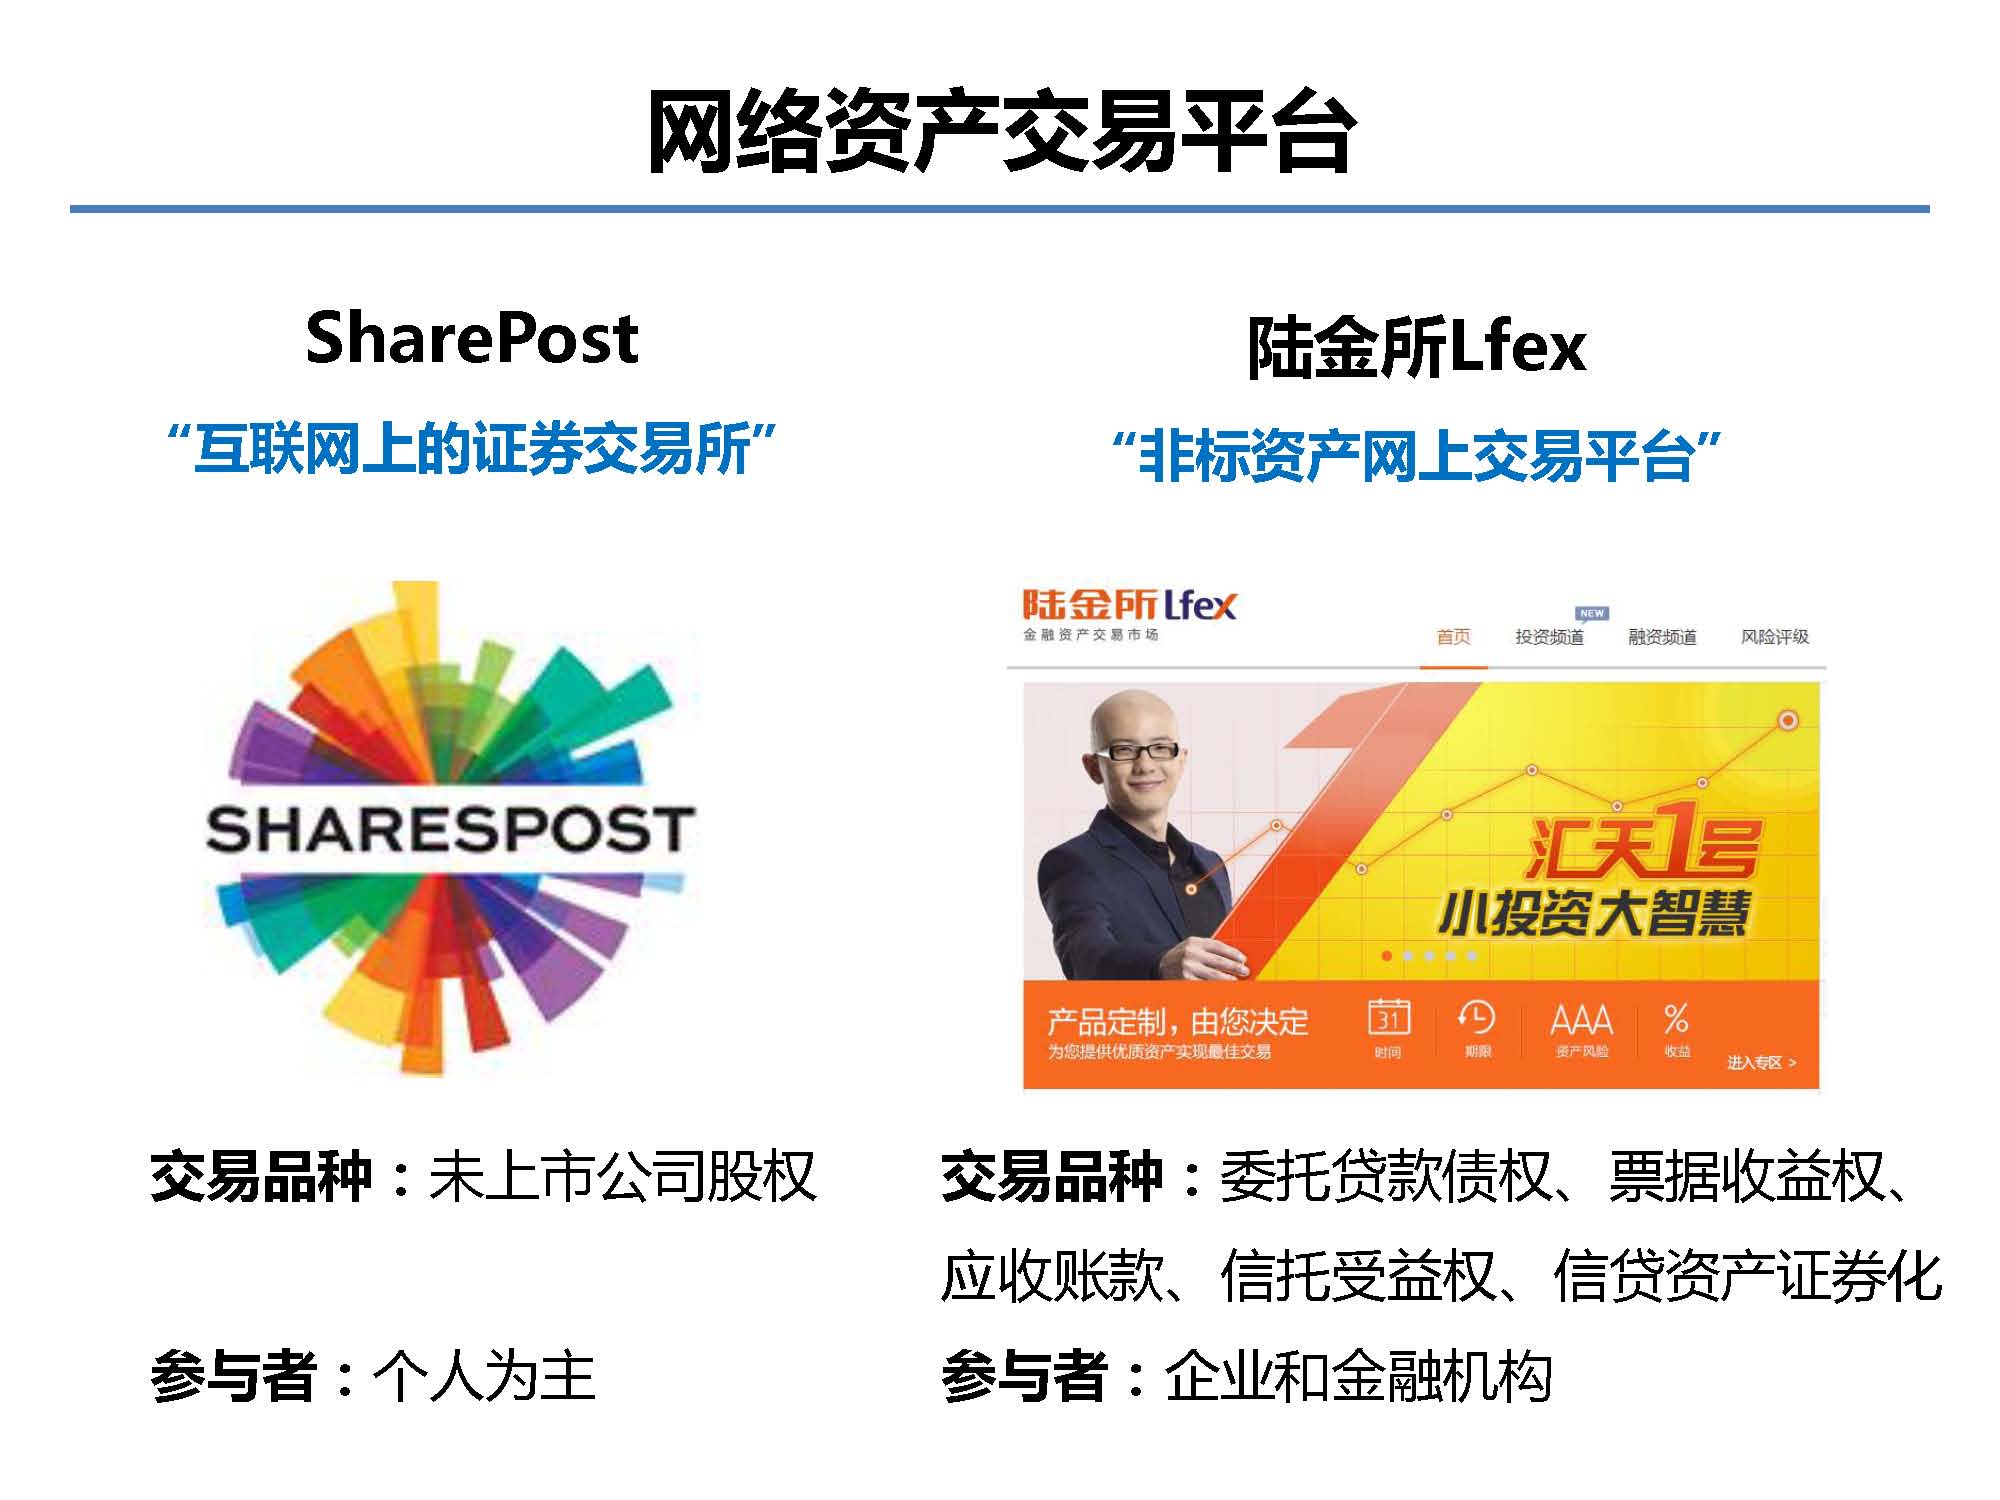 网络资产交易平台
SharePost
“互联网上的证券交易所”
SHARESPOST
交易品种：未上市公司股权
参与者：个人为主
陆金所Lfex
“非标资产网上交易平台”
陆金所Lfex
金融资产交易市场
NEW
首页 投资频道 融资频道 风险评级
1
汇天1号
小投资大智慧
产品定制，由您决定
为您提供优质资产实现最佳交易
31 AAA %
时间 期限 资产风险 收益
进入专区 >
交易品种：委托贷款债权、票据收益权、
应收账款、信托受益权、信贷资产证券化
参与者：企业和金融机构